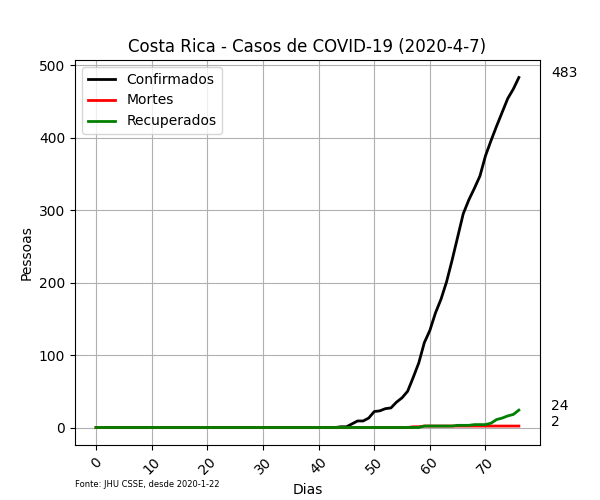 Costa Rica - Casos de COVID-19 (2020-4-7)
Confirmados
Mortes
Recuperados
Pessoas
500
400
300
200
100
0
483
24
2
0 10 20 30 40 50 60 70
Dias
Fonte: JHU CSSE, desde 2020-1-22